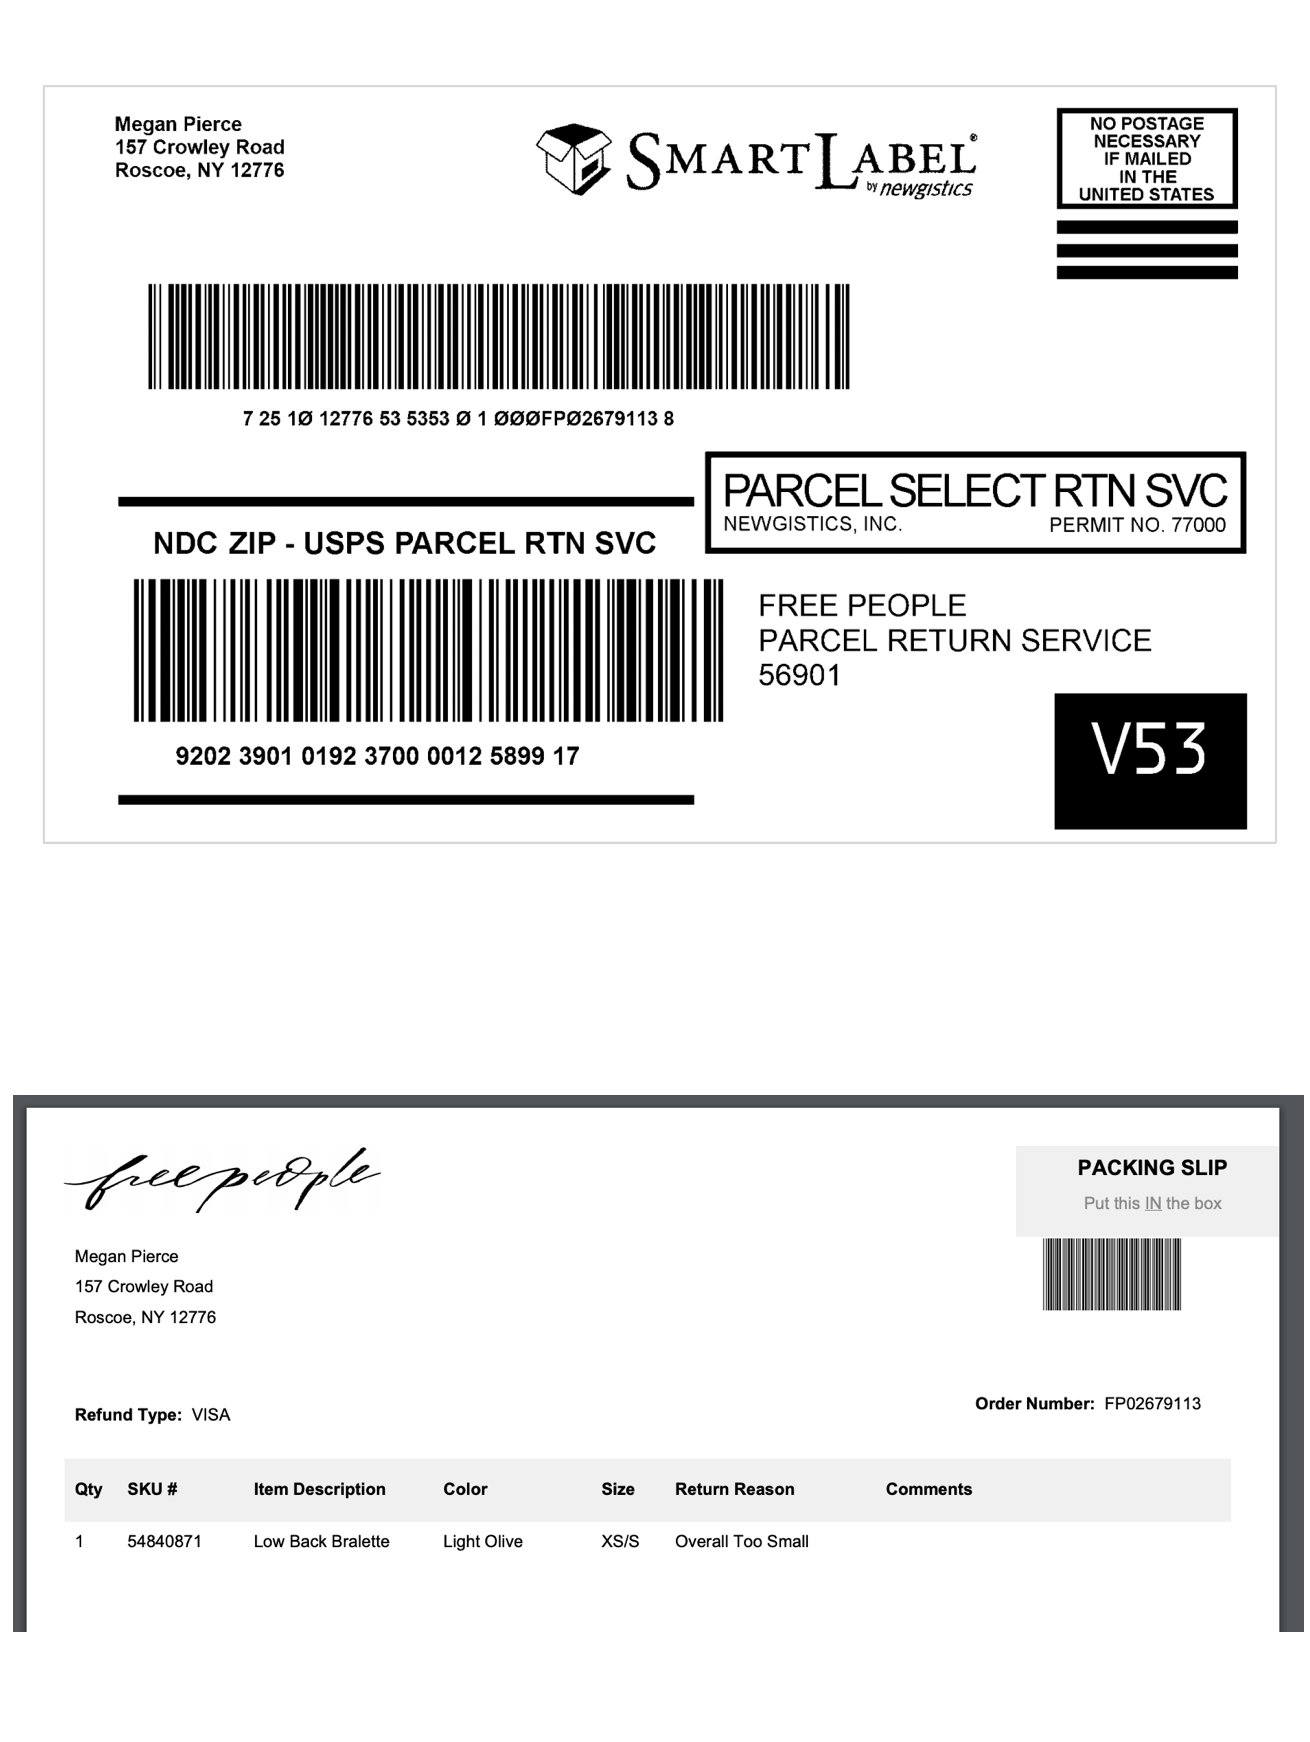 Megan Pierce
157 Crowley Road
Roscoe, NY 12776
SMARTLABEL®
by newgistics
NO POSTAGE
NECESSARY
IF MAILED
IN THE
UNITED STATES
7 25 1Ø 12776 53 5353 Ø 1 ØØØFPØ2679113 8
PARCEL SELECT RTN SVC
NEWGISTICS, INC. PERMIT NO. 77000
NDC ZIP - USPS PARCEL RTN SVC
9202 3901 0192 3700 0012 5899 17
FREE PEOPLE
PARCEL RETURN SERVICE
56901
V53
free people
PACKING SLIP
Put this IN the box
Megan Pierce
157 Crowley Road
Roscoe, NY 12776
Refund Type: VISA
Order Number: FP02679113
Qty SKU # Item Description Color Size Return Reason Comments
1 54840871 Low Back Bralette Light Olive XS/S Overall Too Small